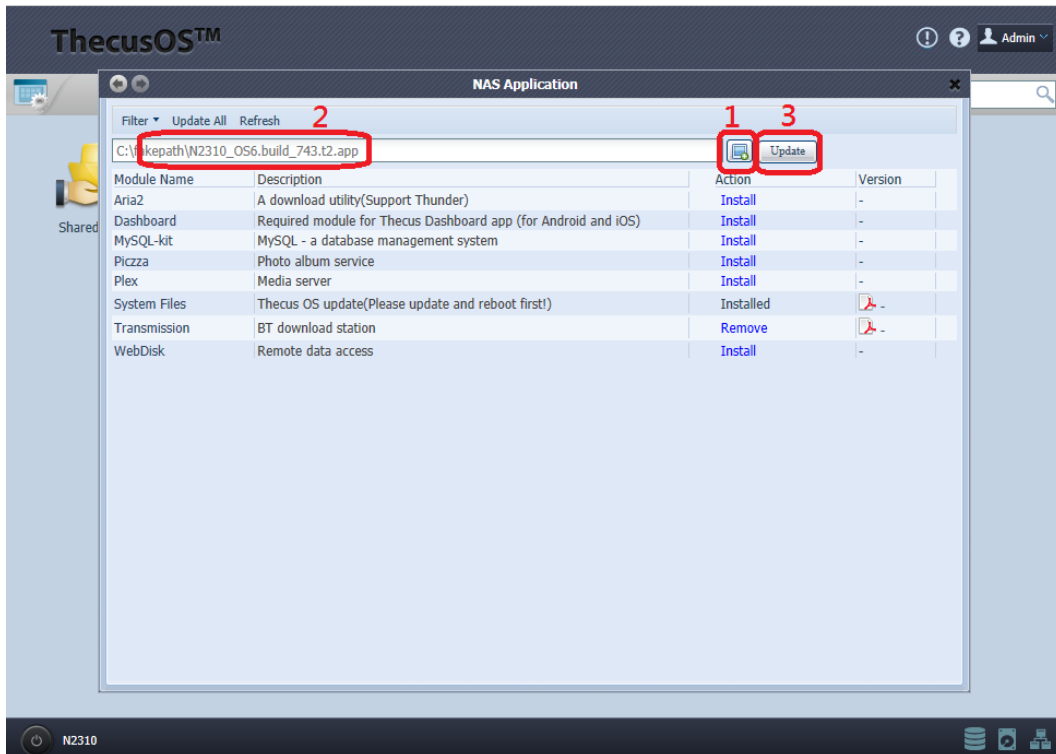 ThecusOS™
Admin
NAS Application
Filter Update All Refresh 2 1 3
C:\fakepath\N2310_OS6.build_743.t2.app Update
Module Name Description Action Version
Aria2 A download utility(Support Thunder) Install -
Dashboard Required module for Thecus Dashboard app (for Android and iOS) Install -
MySQL-kit MySQL - a database management system Install -
Piczza Photo album service Install -
Plex Media server Install -
System Files Thecus OS update(Please update and reboot first!) Installed -
Transmission BT download station Remove -
WebDisk Remote data access Install -
Shared
N2310